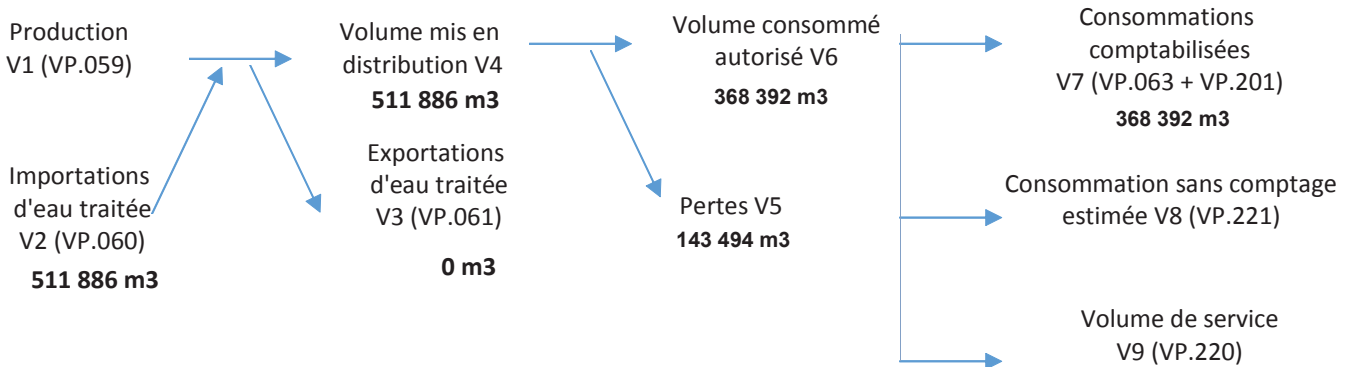 Production
V1 (VP.059)
Importations
d'eau traitée
V2 (VP.060)
511 886 m3
Volume mis en
distribution V4
511 886 m3
Exportations
d'eau traitée
V3 (VP.061)
0 m3
Volume consommé
autorisé V6
368 392 m3
Pertes V5
143 494 m3
Consommations
comptabilisées
V7 (VP.063 + VP.201)
368 392 m3
Consommation sans comptage
estimée V8 (VP.221)
Volume de service
V9 (VP.220)